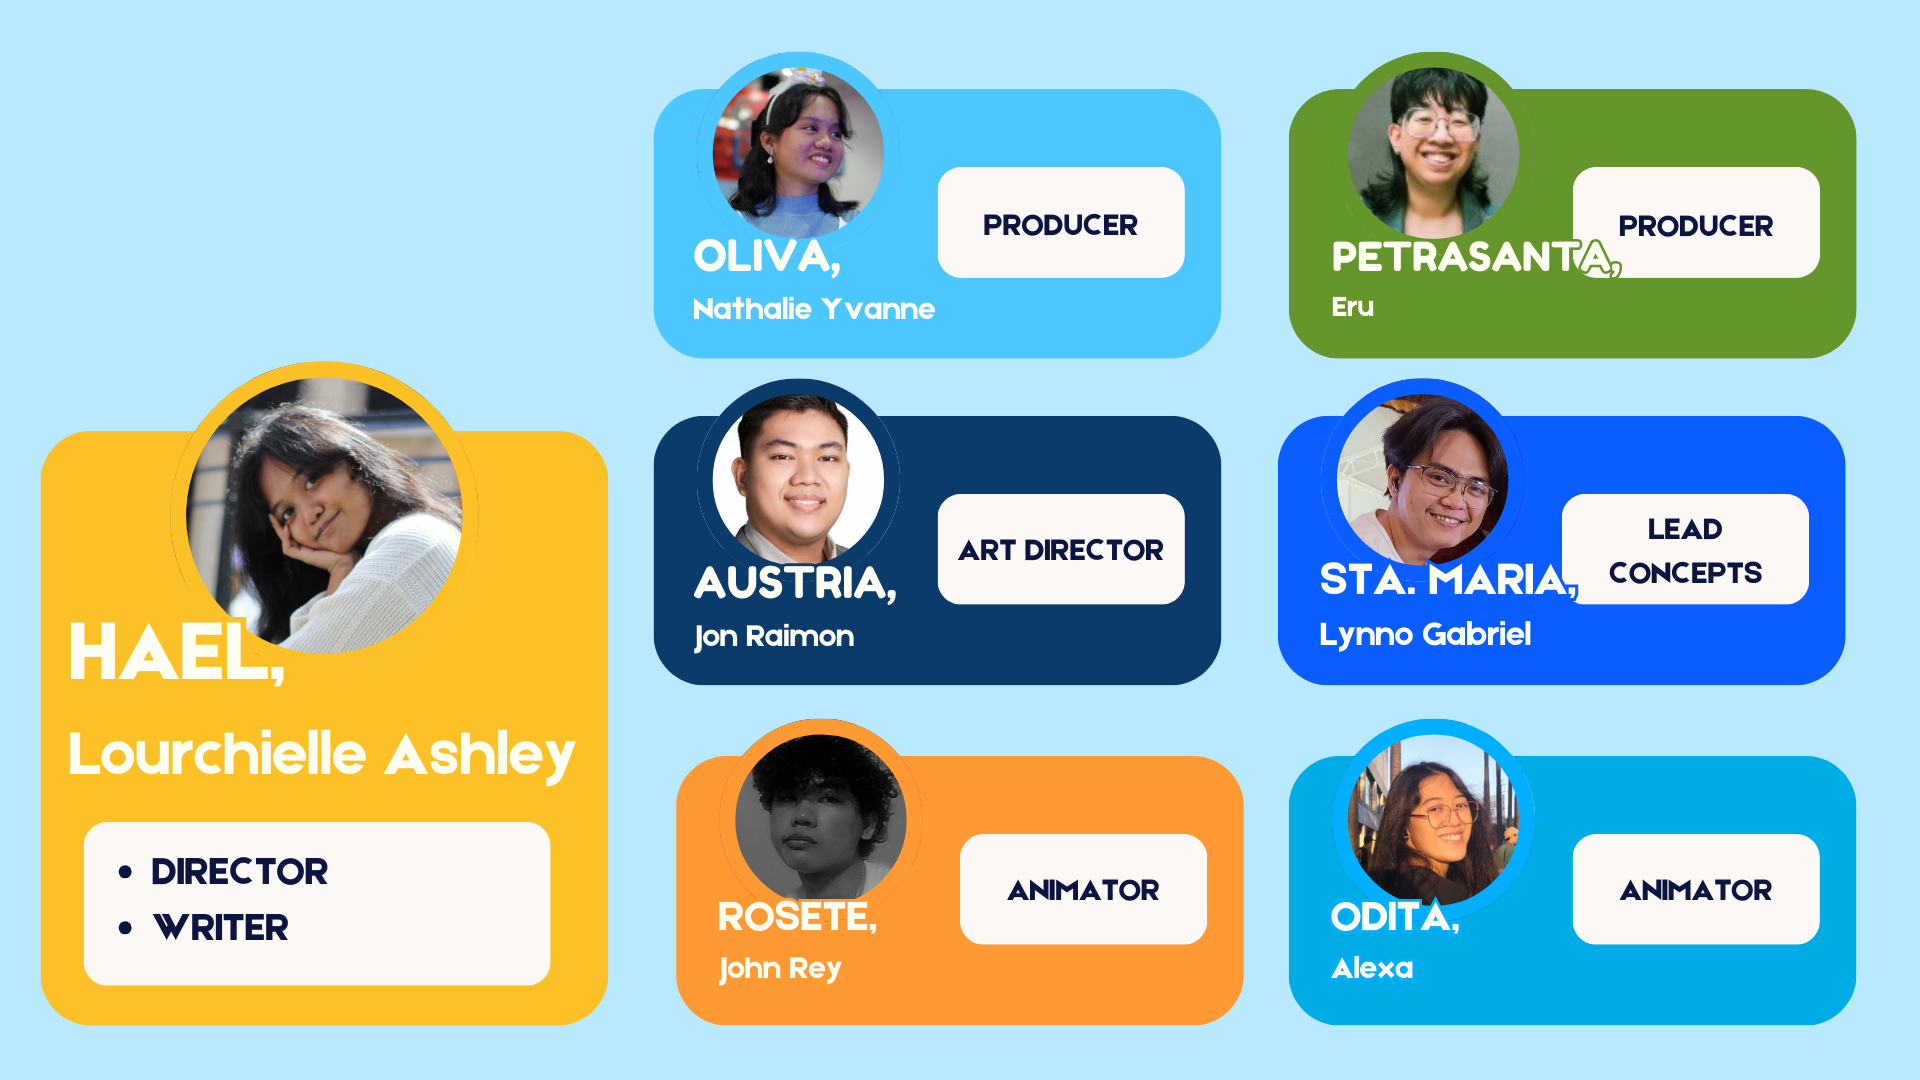 HAEL,
Lourchielle Ashley
• DIRECTOR
• WRITER
OLIVA,
Nathalie Yvanne
PRODUCER
PETRASANTA,
Eru
PRODUCER
AUSTRIA,
Jon Raimon
ART DIRECTOR
STA. MARIA,
Lynno Gabriel
LEAD
CONCEPTS
ROSETE,
John Rey
ANIMATOR
ODITA,
Alexa
ANIMATOR